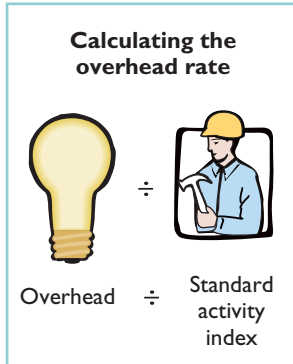 Calculating the
overhead rate
÷
Overhead ÷ Standard
activity
index